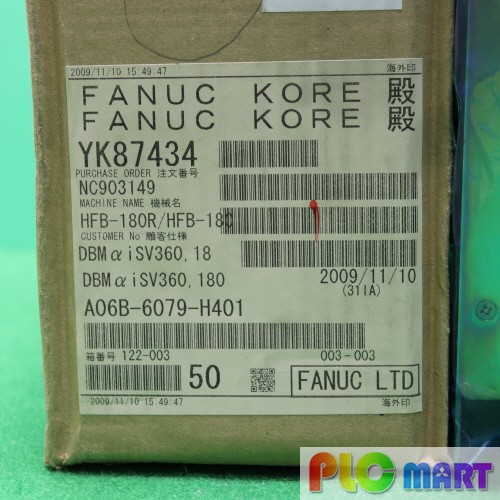 2009/11/10 15:49:47 海外印
FANUC KORE 殿
FANUC KORE 殿
YK87434
PURCHASE ORDER 注文番号
NC903149
MACHINE NAME 機械名
HFB-180R/HFB-180
CUSTOMER No 顧客仕様
DBMαiSV360,18
DBMαiSV360,180 2009/11/10
(31IA)
A06B-6079-H401
箱番号 122-003 003-003
50 FANUC LTD
2009/11/10 15:49:47 海外印
PLC MART